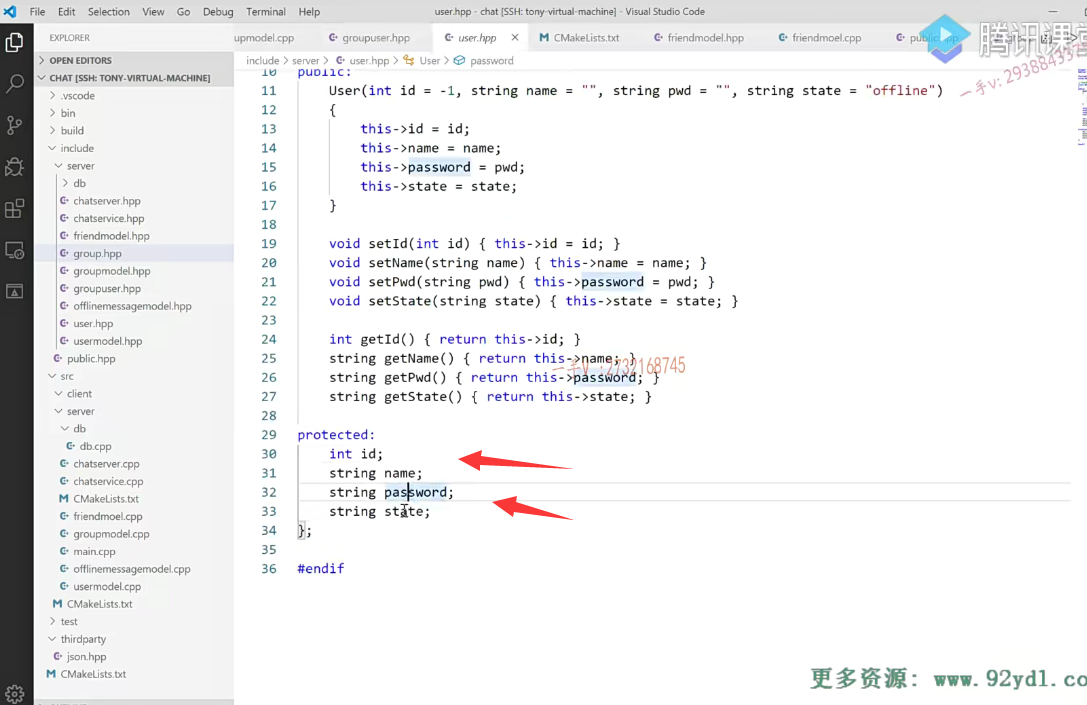 File Edit Selection View Go Debug Terminal Help user.hpp - chat [SSH: tony-virtual-machine] - Visual Studio Code
EXPLORER
upmodel.cpp groupuser.hpp user.hpp CMakeLists.txt friendmodel.hpp friendmoel.cpp
腾讯课堂
include > server > user.hpp > User > password
OPEN EDITORS
CHAT [SSH: TONY-VIRTUAL-MACHINE]
.vscode
bin
build
include
server
db
chatserver.hpp
chatservice.hpp
friendmodel.hpp
group.hpp
groupmodel.hpp
groupuser.hpp
offlinemessagemodel.hpp
user.hpp
usermodel.hpp
public.hpp
src
client
server
db
db.cpp
chatserver.cpp
chatservice.cpp
CMakeLists.txt
friendmoel.cpp
groupmodel.cpp
main.cpp
offlinemessagemodel.cpp
usermodel.cpp
CMakeLists.txt
test
thirdparty
json.hpp
CMakeLists.txt
10 public:
11 User(int id = -1, string name = "", string pwd = "", string state = "offline")
12 {
13 this->id = id;
14 this->name = name;
15 this->password = pwd;
16 this->state = state;
17 }
18
19 void setId(int id) { this->id = id; }
20 void setName(string name) { this->name = name; }
21 void setPwd(string pwd) { this->password = pwd; }
22 void setState(string state) { this->state = state; }
23
24 int getId() { return this->id; }
25 string getName() { return this->name; }
26 string getPwd() { return this->password; }
27 string getState() { return this->state; }
28
29 protected:
30 int id;
31 string name;
32 string password;
33 string state;
34 };
35
36 #endif
一手V :2732168745
更多资源: www.92ydl.co